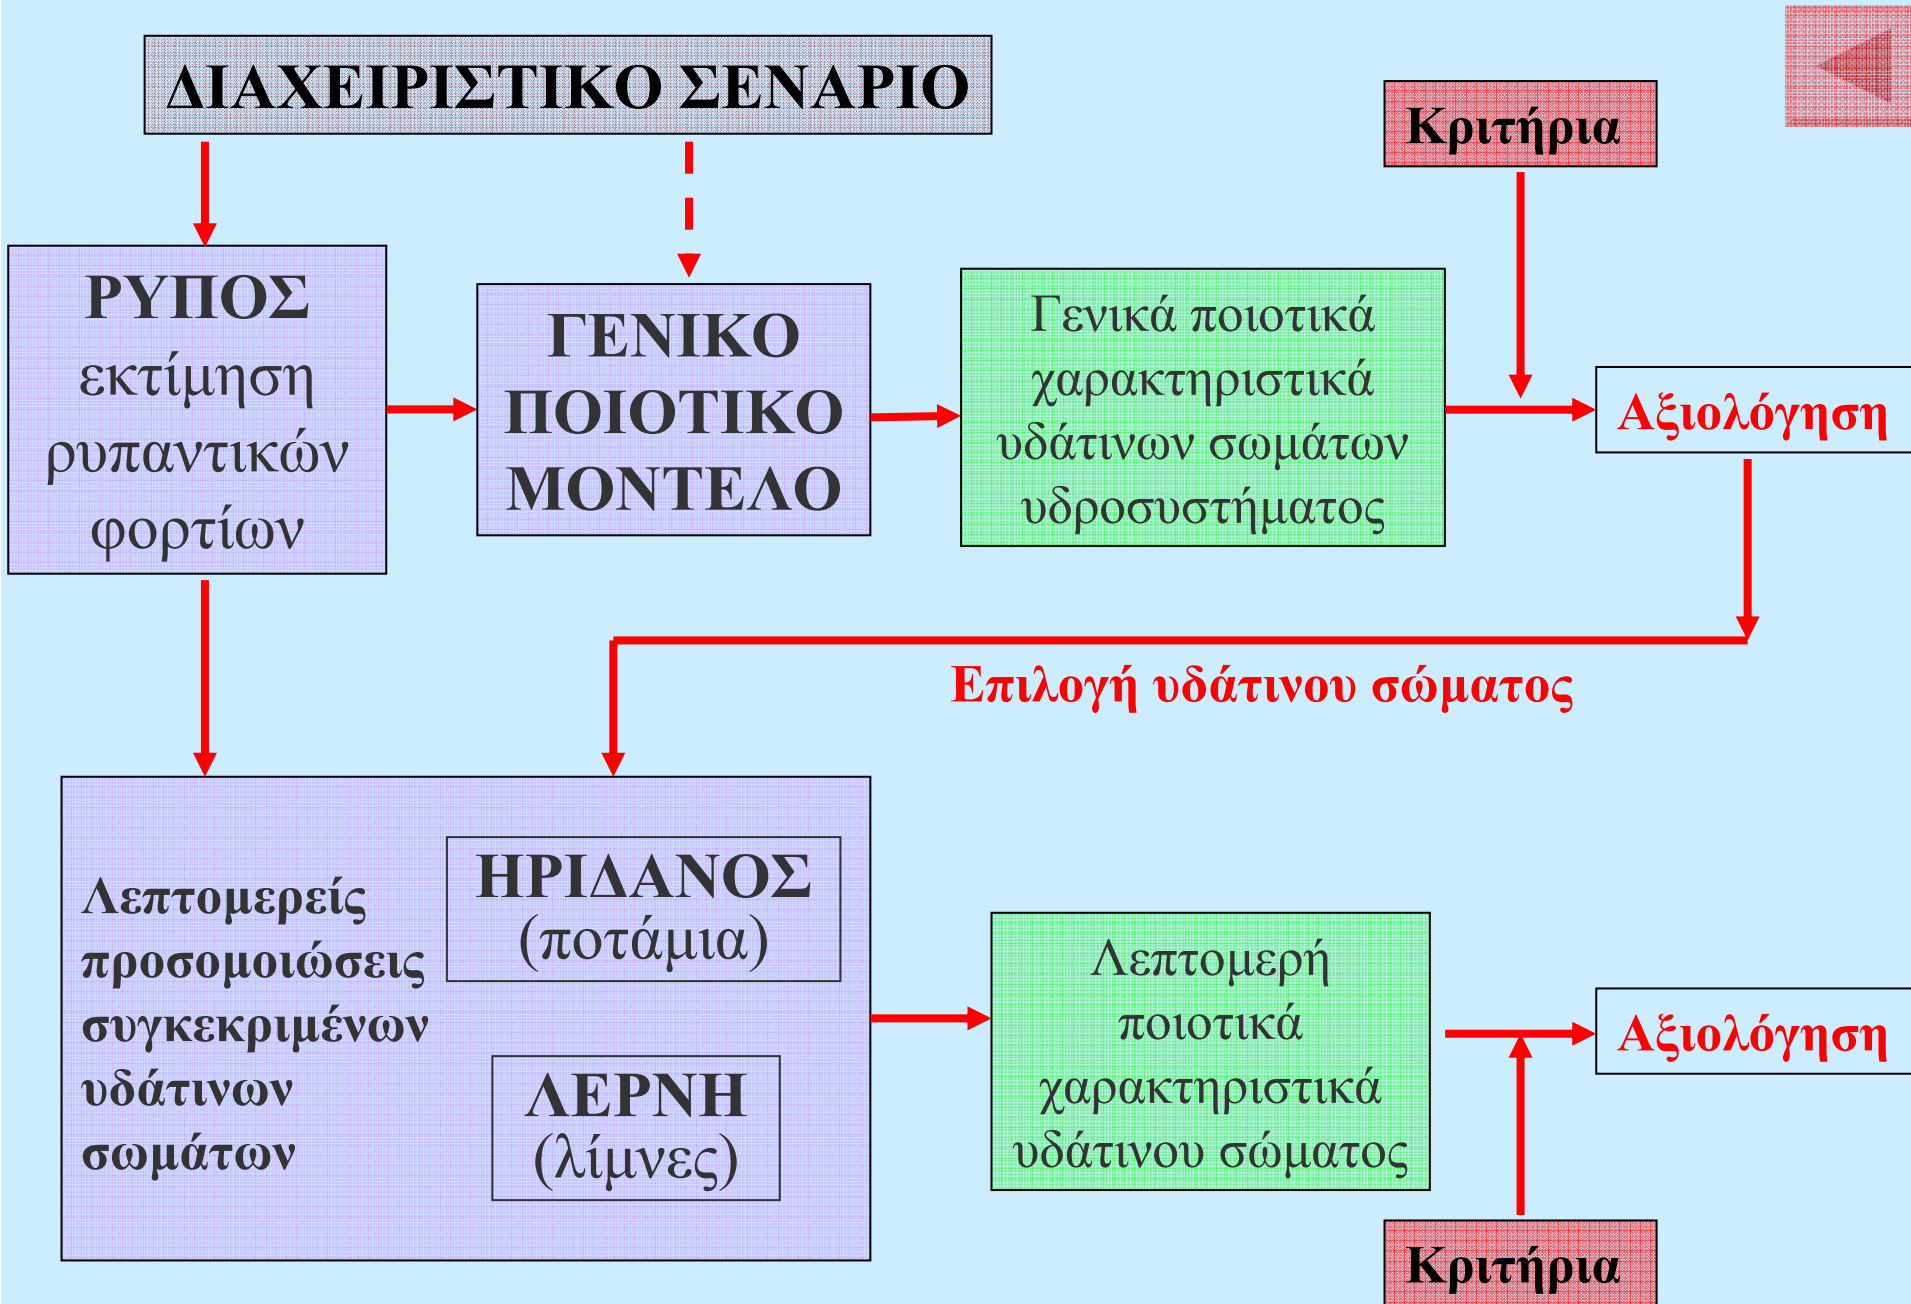 ΔΙΑΧΕΙΡΙΣΤΙΚΟ ΣΕΝΑΡΙΟ
Κριτήρια
ΡΥΠΟΣ
εκτίμηση
ρυπαντικών
φορτίων
ΓΕΝΙΚΟ
ΠΟΙΟΤΙΚΟ
ΜΟΝΤΕΛΟ
Γενικά ποιοτικά
χαρακτηριστικά
υδάτινων σωμάτων
υδροσυστήματος
Αξιολόγηση
Επιλογή υδάτινου σώματος
Λεπτομερείς
προσομοιώσεις
συγκεκριμένων
υδάτινων
σωμάτων
ΗΡΙΔΑΝΟΣ
(ποτάμια)
ΛΕΡΝΗ
(λίμνες)
Λεπτομερή
ποιοτικά
χαρακτηριστικά
υδάτινου σώματος
Αξιολόγηση
Κριτήρια